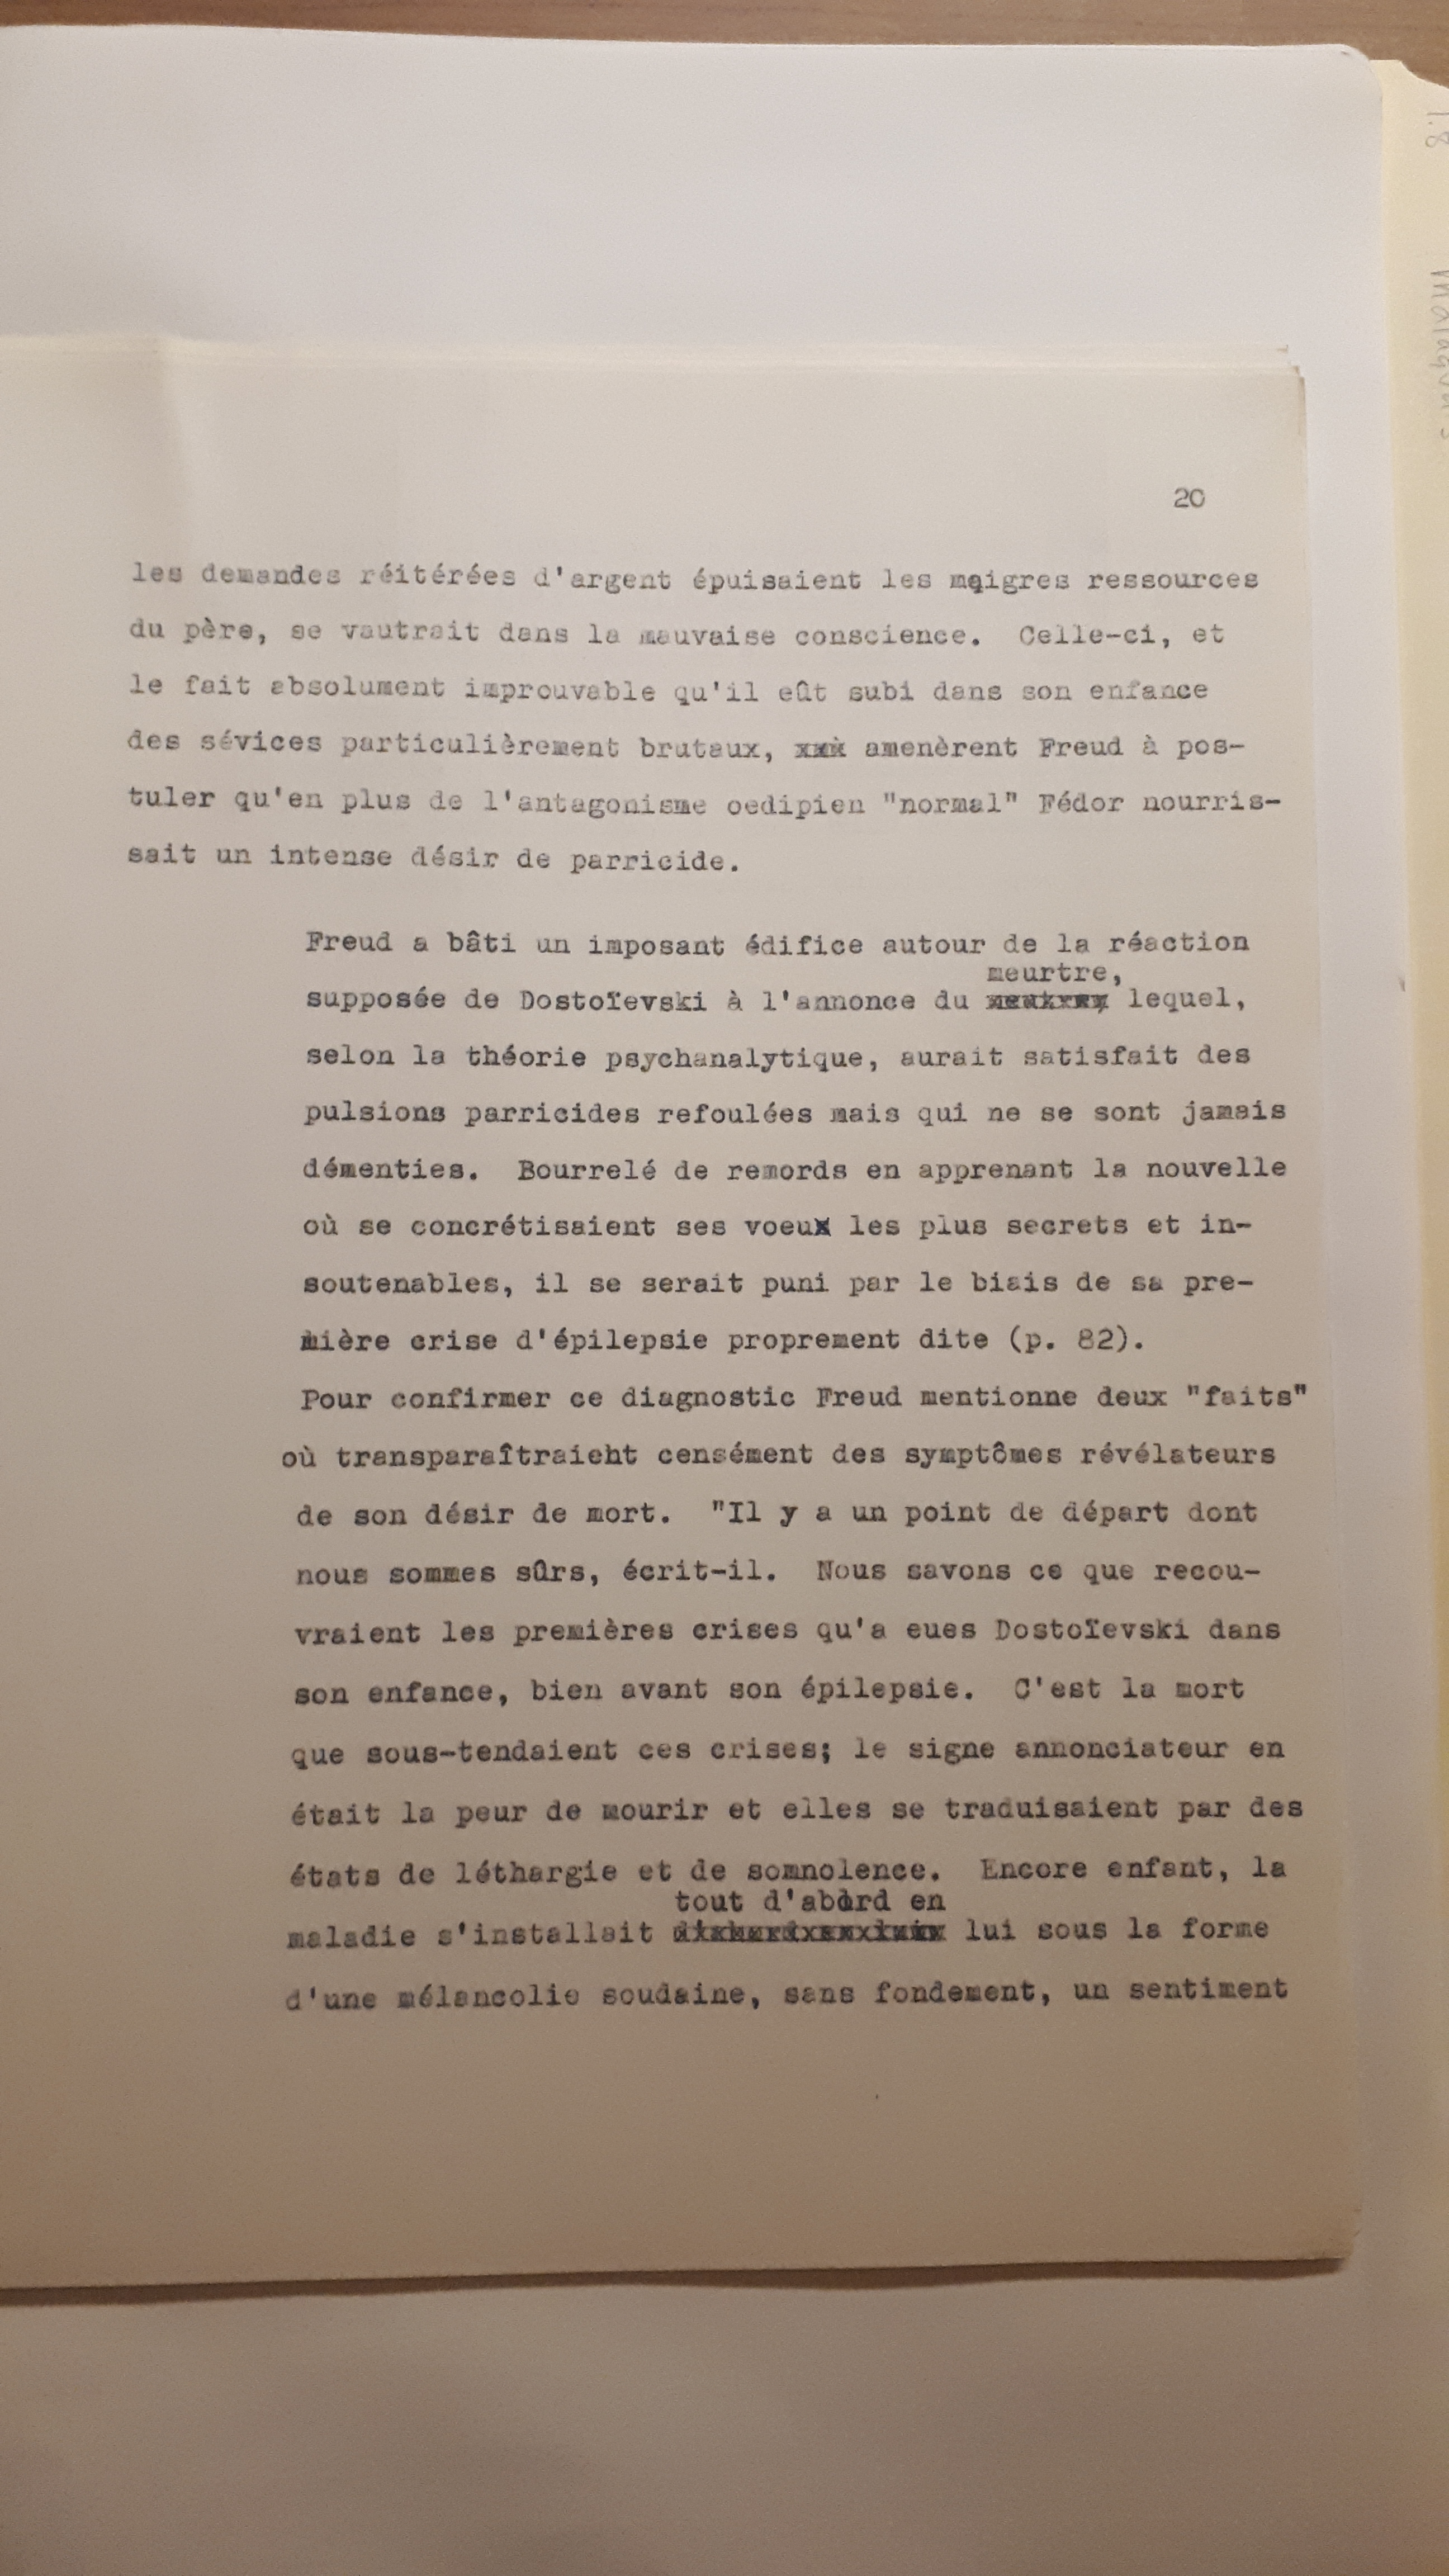 20
les demandes réitérées d'argent épuisaient les maigres ressources
du père, se vautrait dans la mauvaise conscience.  Celle-ci, et
le fait absolument improuvable qu'il eût subi dans son enfance
des sévices particulièrement brutaux, amenèrent Freud à pos-
tuler qu'en plus de l'antagonisme oedipien "normal" Fédor nourris-
sait un intense désir de parricide.
Freud a bâti un imposant édifice autour de la réaction
meurtre,
supposée de Dostoïevski à l'annonce du lequel,
selon la théorie psychanalytique, aurait satisfait des
pulsions parricides refoulées mais qui ne se sont jamais
démenties.  Bourrelé de remords en apprenant la nouvelle
où se concrétisaient ses voeux les plus secrets et in-
soutenables, il se serait puni par le biais de sa pre-
mière crise d'épilepsie proprement dite (p. 82).
Pour confirmer ce diagnostic Freud mentionne deux "faits"
où transparaîtraieht censément des symptômes révélateurs
de son désir de mort.  "Il y a un point de départ dont
nous sommes sûrs, écrit-il.  Nous savons ce que recou-
vraient les premières crises qu'a eues Dostoïevski dans
son enfance, bien avant son épilepsie.  C'est la mort
que sous-tendaient ces crises; le signe annonciateur en
était la peur de mourir et elles se traduisaient par des
états de léthargie et de somnolence.  Encore enfant, la
tout d'abord en
maladie s'installait lui sous la forme
d'une mélancolie soudaine, sans fondement, un sentiment
1.8
Malaquais